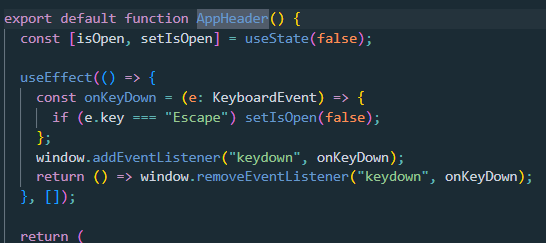 export default function AppHeader() {
  const [isOpen, setIsOpen] = useState(false);

  useEffect(() => {
    const onKeyDown = (e: KeyboardEvent) => {
      if (e.key === "Escape") setIsOpen(false);
    };
    window.addEventListener("keydown", onKeyDown);
    return () => window.removeEventListener("keydown", onKeyDown);
  }, []);

  return (